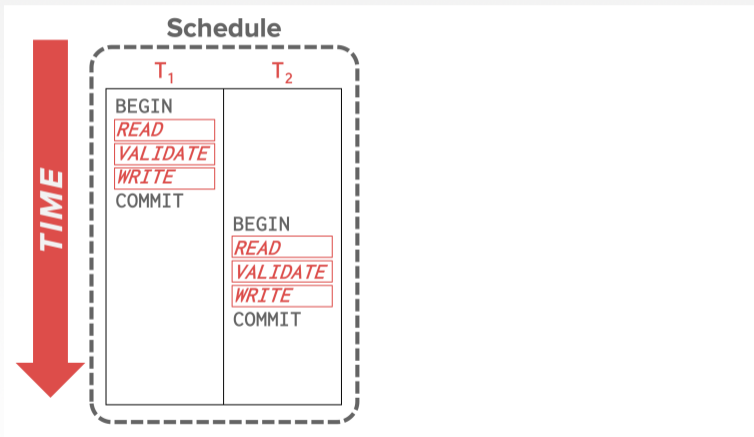 Schedule
T1 T2
BEGIN
READ
VALIDATE
WRITE
COMMIT
BEGIN
READ
VALIDATE
WRITE
COMMIT
TIME